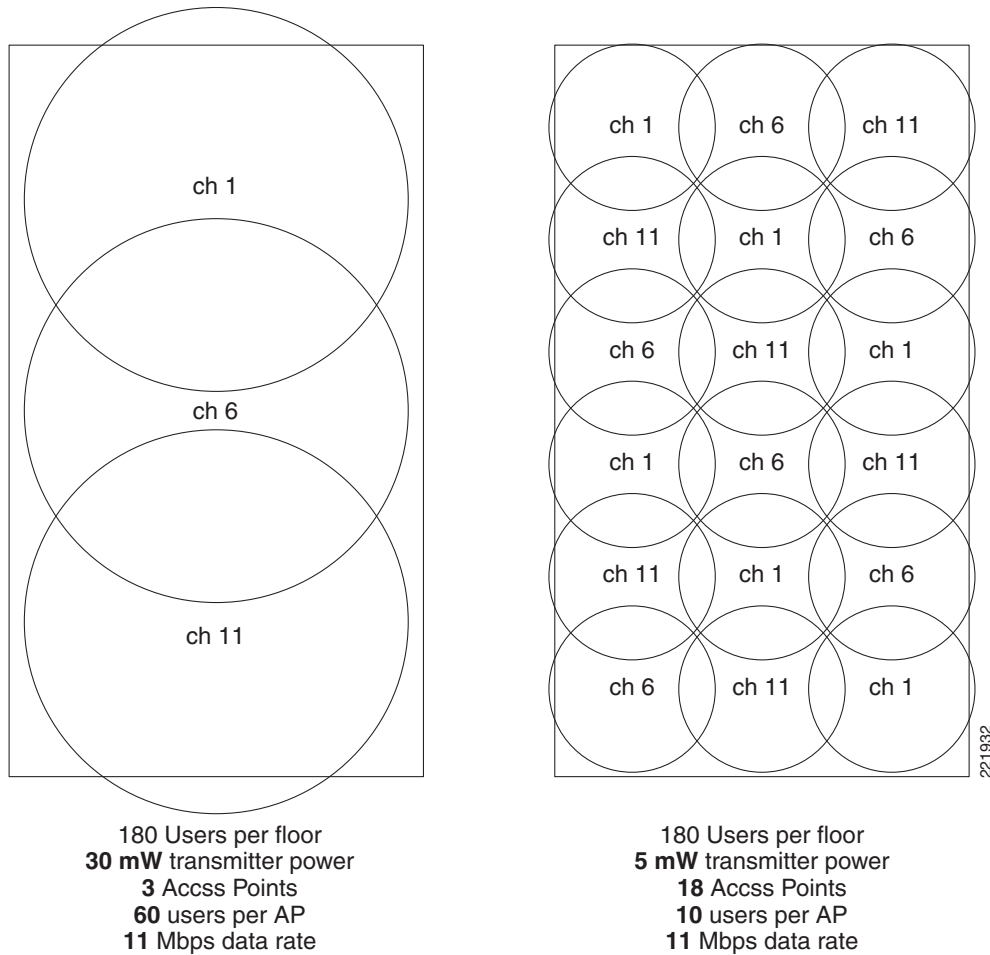 ch 1
ch 6
ch 11
180 Users per floor
30 mW transmitter power
3 Accss Points
60 users per AP
11 Mbps data rate
ch 1 ch 6 ch 11
ch 11 ch 1 ch 6
ch 6 ch 11 ch 1
ch 1 ch 6 ch 11
ch 11 ch 1 ch 6
ch 6 ch 11 ch 1
221932
180 Users per floor
5 mW transmitter power
18 Accss Points
10 users per AP
11 Mbps data rate